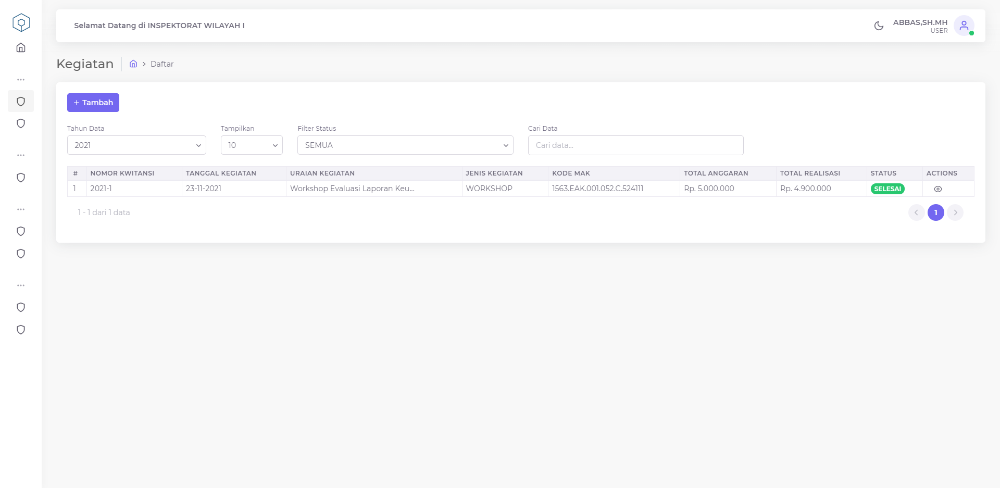 Selamat Datang di INSPEKTORAT WILAYAH I
ABBAS,SH.MH
USER
Kegiatan
Daftar
+ Tambah
Tahun Data Tampilkan Filter Status Cari Data
2021 10 SEMUA Cari data...
# NOMOR KWITANSI TANGGAL KEGIATAN URAIAN KEGIATAN JENIS KEGIATAN KODE MAK TOTAL ANGGARAN TOTAL REALISASI STATUS ACTIONS
1 2021-1 23-11-2021 Workshop Evaluasi Laporan Keu... WORKSHOP 1563.EAK.001.052.C.524111 Rp. 5.000.000 Rp. 4.900.000 SELESAI
1 - 1 dari 1 data
1